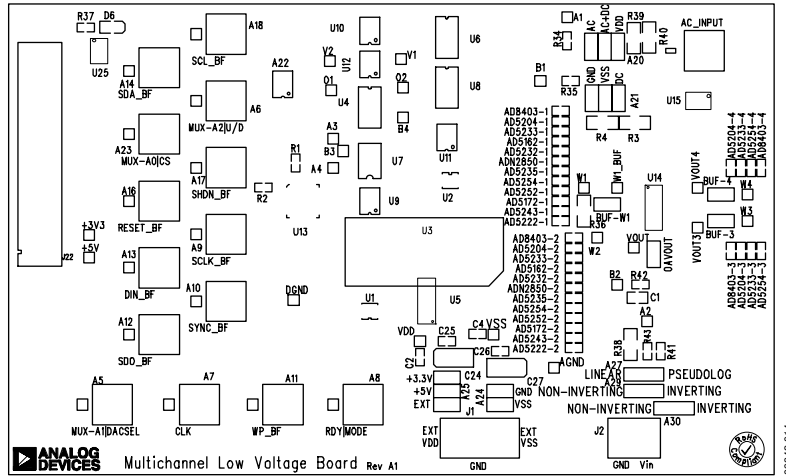 R37
D6
A18
U10
U6
A1
AC
AC+DC
VDD
R39
AC_INPUT
R34
A20
R40
SCL_BF
U25
V2
V1
U12
A14
SDA_BF
A22
O1
O2
U8
B1
GND
VSS
DC
R35
A21
U15
A6
U4
MUX-A2|U/D
B4
R4
R3
A23
MUX-A0|CS
R1
A3
B3
A4
U11
U7
U2
AD8403-1
AD5204-1
AD5233-1
AD5162-1
AD5232-1
ADN2850-1
AD5235-1
AD5254-1
AD5252-1
AD5172-1
AD5243-1
AD5222-1
AD5204-4
AD5233-4
AD5254-4
AD8403-4
A17
SHDN_BF
R2
U13
U9
W1
W1_BUF
U14
VOUT4
BUF-4
W4
BUF-W1
R36
W2
A16
RESET_BF
+3V3
+5V
J22
A9
SCLK_BF
U3
VOUT
OAVOUT
VOUT3
BUF-3
W3
AD8403-2
AD5204-2
AD5233-2
AD5162-2
AD5232-2
ADN2850-2
AD5235-2
AD5254-2
AD5252-2
AD5172-2
AD5243-2
AD5222-2
AD8403-3
AD5204-3
AD5233-3
AD5254-3
A13
DIN_BF
A10
SYNC_BF
DGND
U1
U5
B2
R42
C1
A12
SDO_BF
VDD
C25
C4
VSS
C2
C26
AGND
A2
R38
R43
R41
C24
C27
A27
LINEAR
PSEUDOLOG
A29
NON-INVERTING
INVERTING
NON-INVERTING
INVERTING
A30
A5
MUX-A1|DACSEL
A7
CLK
A11
WP_BF
A8
RDY|MODE
+3.3V
+5V
EXT
A25
A24
GND
VSS
J1
EXT
VDD
EXT
VSS
GND
J2
GND Vin
ANALOG
DEVICES
Multichannel Low Voltage Board Rev A1
RoHS
Compliant